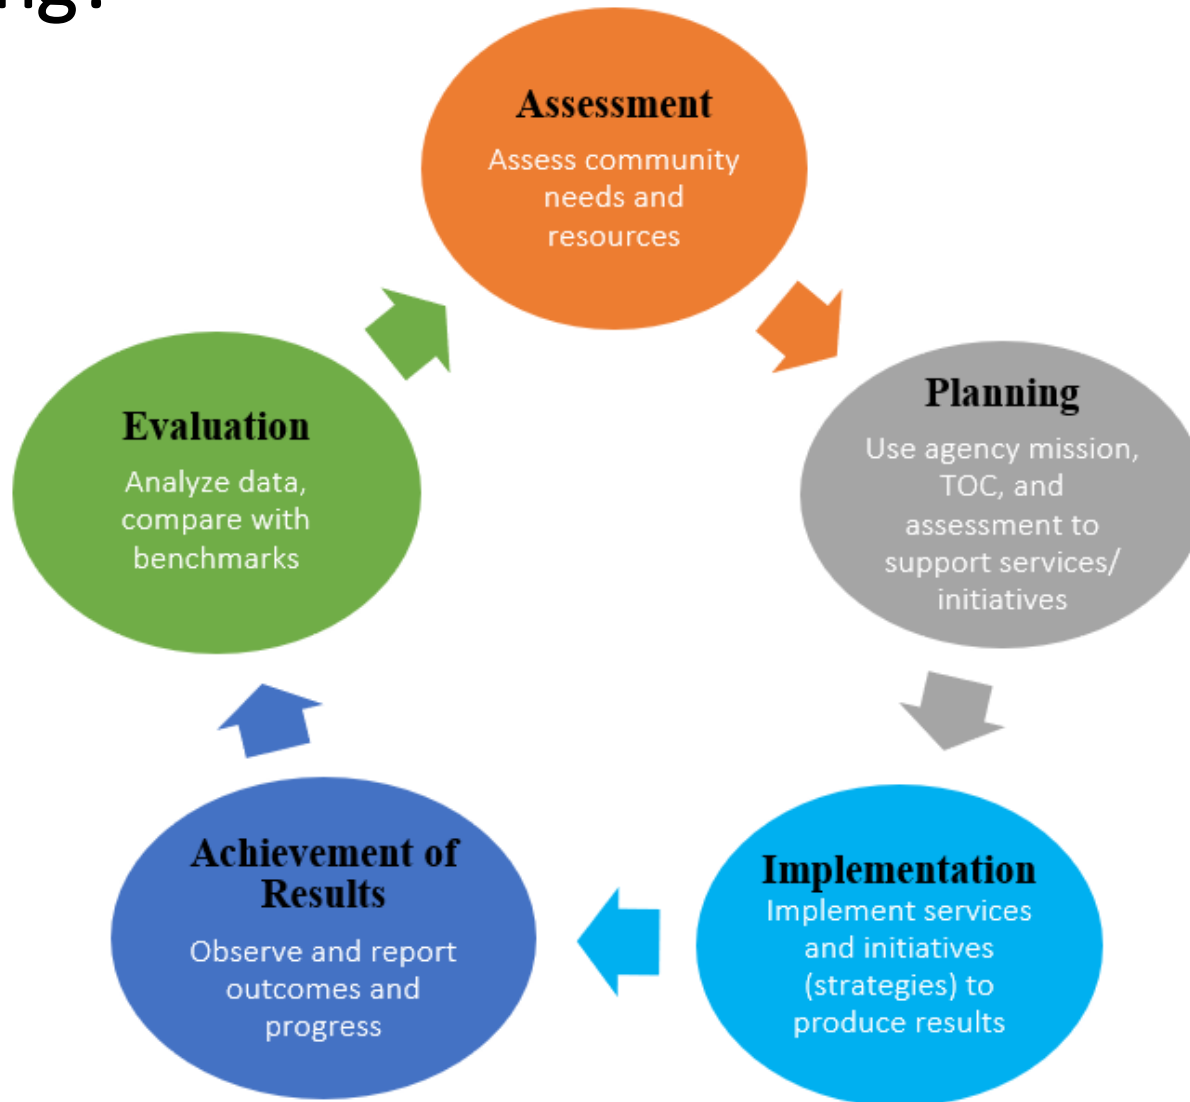 Assessment
Assess community
needs and
resources
Planning
Use agency mission,
TOC, and
assessment to
support services/
initiatives
Implementation
Implement services
and initiatives
(strategies) to
produce results
Achievement of
Results
Observe and report
outcomes and
progress
Evaluation
Analyze data,
compare with
benchmarks